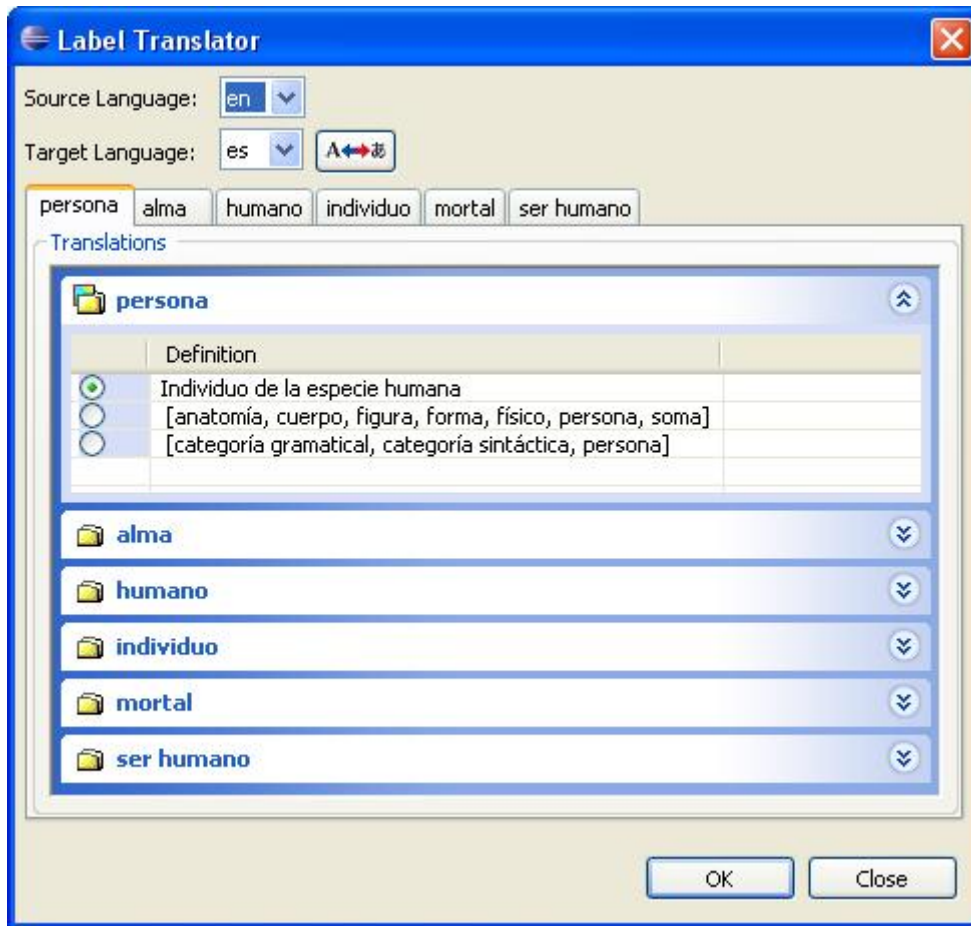 Label Translator
Source Language: en
Target Language: es A あ
persona alma humano individuo mortal ser humano
Translations
persona
Definition
Individuo de la especie humana
[anatomía, cuerpo, figura, forma, físico, persona, soma]
[categoría gramatical, categoría sintáctica, persona]
alma
humano
individuo
mortal
ser humano
OK Close